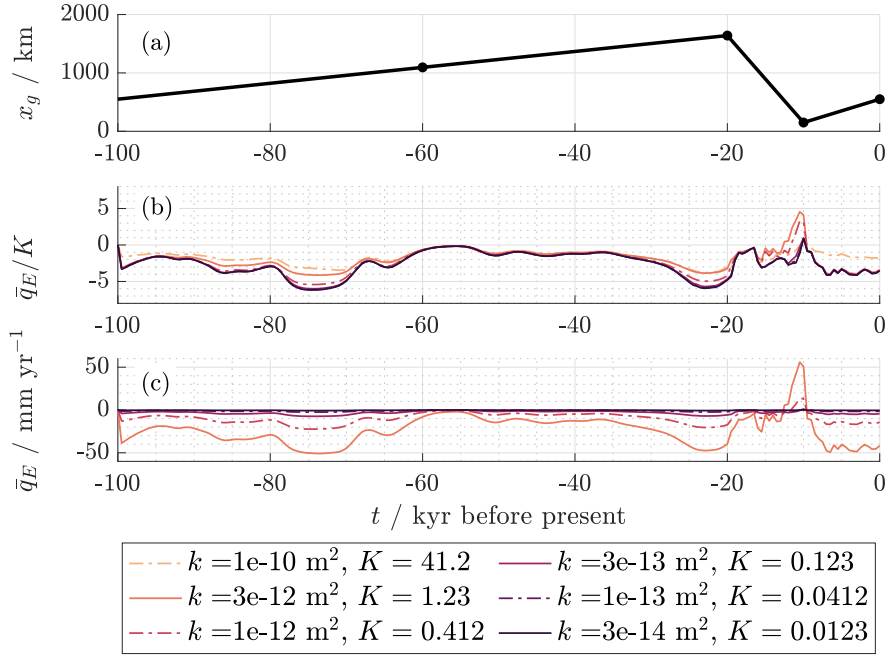 2000
(a)
1000
x_g / km
0
-100 -80 -60 -40 -20 0
5
(b)
0
q̄_E/K
-5
-100 -80 -60 -40 -20 0
50
(c)
0
q̄_E / mm yr⁻¹
-50
-100 -80 -60 -40 -20 0
t / kyr before present
k =1e-10 m², K = 41.2 k =3e-13 m², K = 0.123
k =3e-12 m², K = 1.23 k =1e-13 m², K = 0.0412
k =1e-12 m², K = 0.412 k =3e-14 m², K = 0.0123